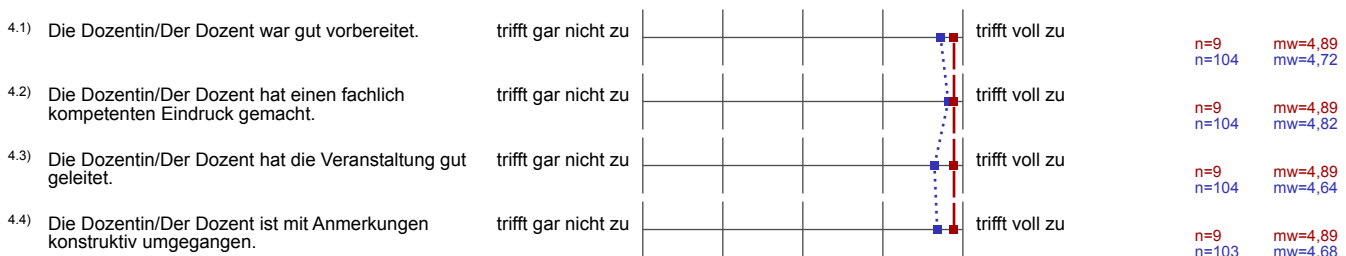 4.1) Die Dozentin/Der Dozent war gut vorbereitet. trifft gar nicht zu trifft voll zu
n=9 mw=4,89
n=104 mw=4,72
4.2) Die Dozentin/Der Dozent hat einen fachlich trifft gar nicht zu trifft voll zu
kompetenten Eindruck gemacht.
n=9 mw=4,89
n=104 mw=4,82
4.3) Die Dozentin/Der Dozent hat die Veranstaltung gut trifft gar nicht zu trifft voll zu
geleitet.
n=9 mw=4,89
n=104 mw=4,64
4.4) Die Dozentin/Der Dozent ist mit Anmerkungen trifft gar nicht zu trifft voll zu
konstruktiv umgegangen.
n=9 mw=4,89
n=103 mw=4,68